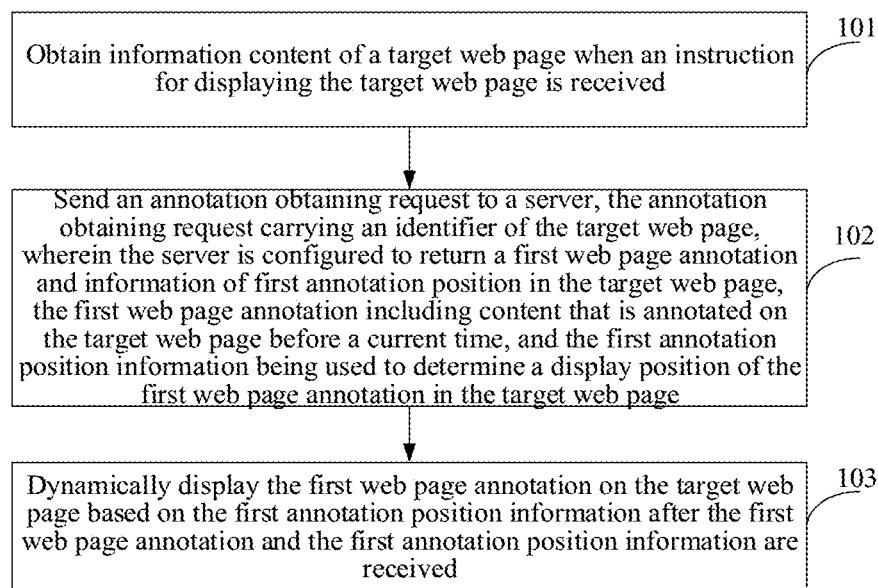 101
Obtain information content of a target web page when an instruction
for displaying the target web page is received
Send an annotation obtaining request to a server, the annotation
obtaining request carrying an identifier of the target web page,
wherein the server is configured to return a first web page annotation
and information of first annotation position in the target web page,
the first web page annotation including content that is annotated on
the target web page before a current time, and the first annotation
position information being used to determine a display position of the
first web page annotation in the target web page
102
Dynamically display the first web page annotation on the target web
page based on the first annotation position information after the first
web page annotation and the first annotation position information are
received
103